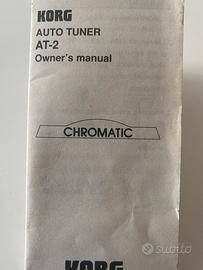 KORG
AUTO TUNER
AT-2
Owner's manual
CHROMATIC
subito
KORG